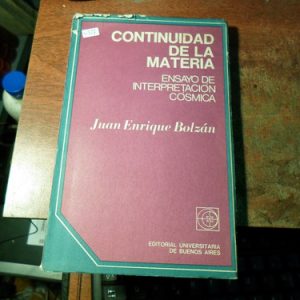 CONTINUIDAD
DE LA
MATERIA
ENSAYO DE
INTERPRETACION
COSMICA
Juan Enrique Bolzán
EDITORIAL UNIVERSITARIA
DE BUENOS AIRES